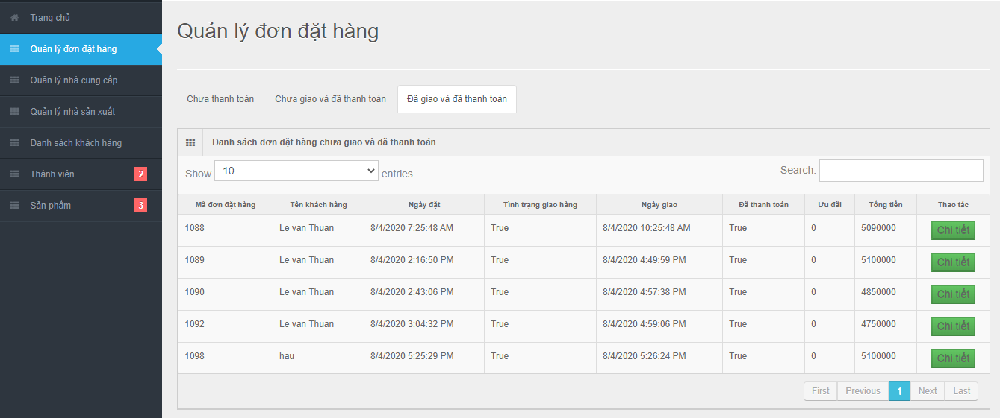 Trang chủ
Quản lý đơn đặt hàng
Quản lý nhà cung cấp
Quản lý nhà sản xuất
Danh sách khách hàng
Thành viên 2
Sản phẩm 3
Quản lý đơn đặt hàng
Chưa thanh toán Chưa giao và đã thanh toán Đã giao và đã thanh toán
Danh sách đơn đặt hàng chưa giao và đã thanh toán
Show 10 entries Search:
Mã đơn đặt hàng Tên khách hàng Ngày đặt Tình trạng giao hàng Ngày giao Đã thanh toán Ưu đãi Tổng tiền Thao tác
1088 Le van Thuan 8/4/2020 7:25:48 AM True 8/4/2020 10:25:48 AM True 0 5090000 Chi tiết
1089 Le van Thuan 8/4/2020 2:16:50 PM True 8/4/2020 4:49:59 PM True 0 5100000 Chi tiết
1090 Le van Thuan 8/4/2020 2:43:06 PM True 8/4/2020 4:57:38 PM True 0 4850000 Chi tiết
1092 Le van Thuan 8/4/2020 3:04:32 PM True 8/4/2020 4:59:06 PM True 0 4750000 Chi tiết
1098 hau 8/4/2020 5:25:29 PM True 8/4/2020 5:26:24 PM True 0 5100000 Chi tiết
First Previous 1 Next Last